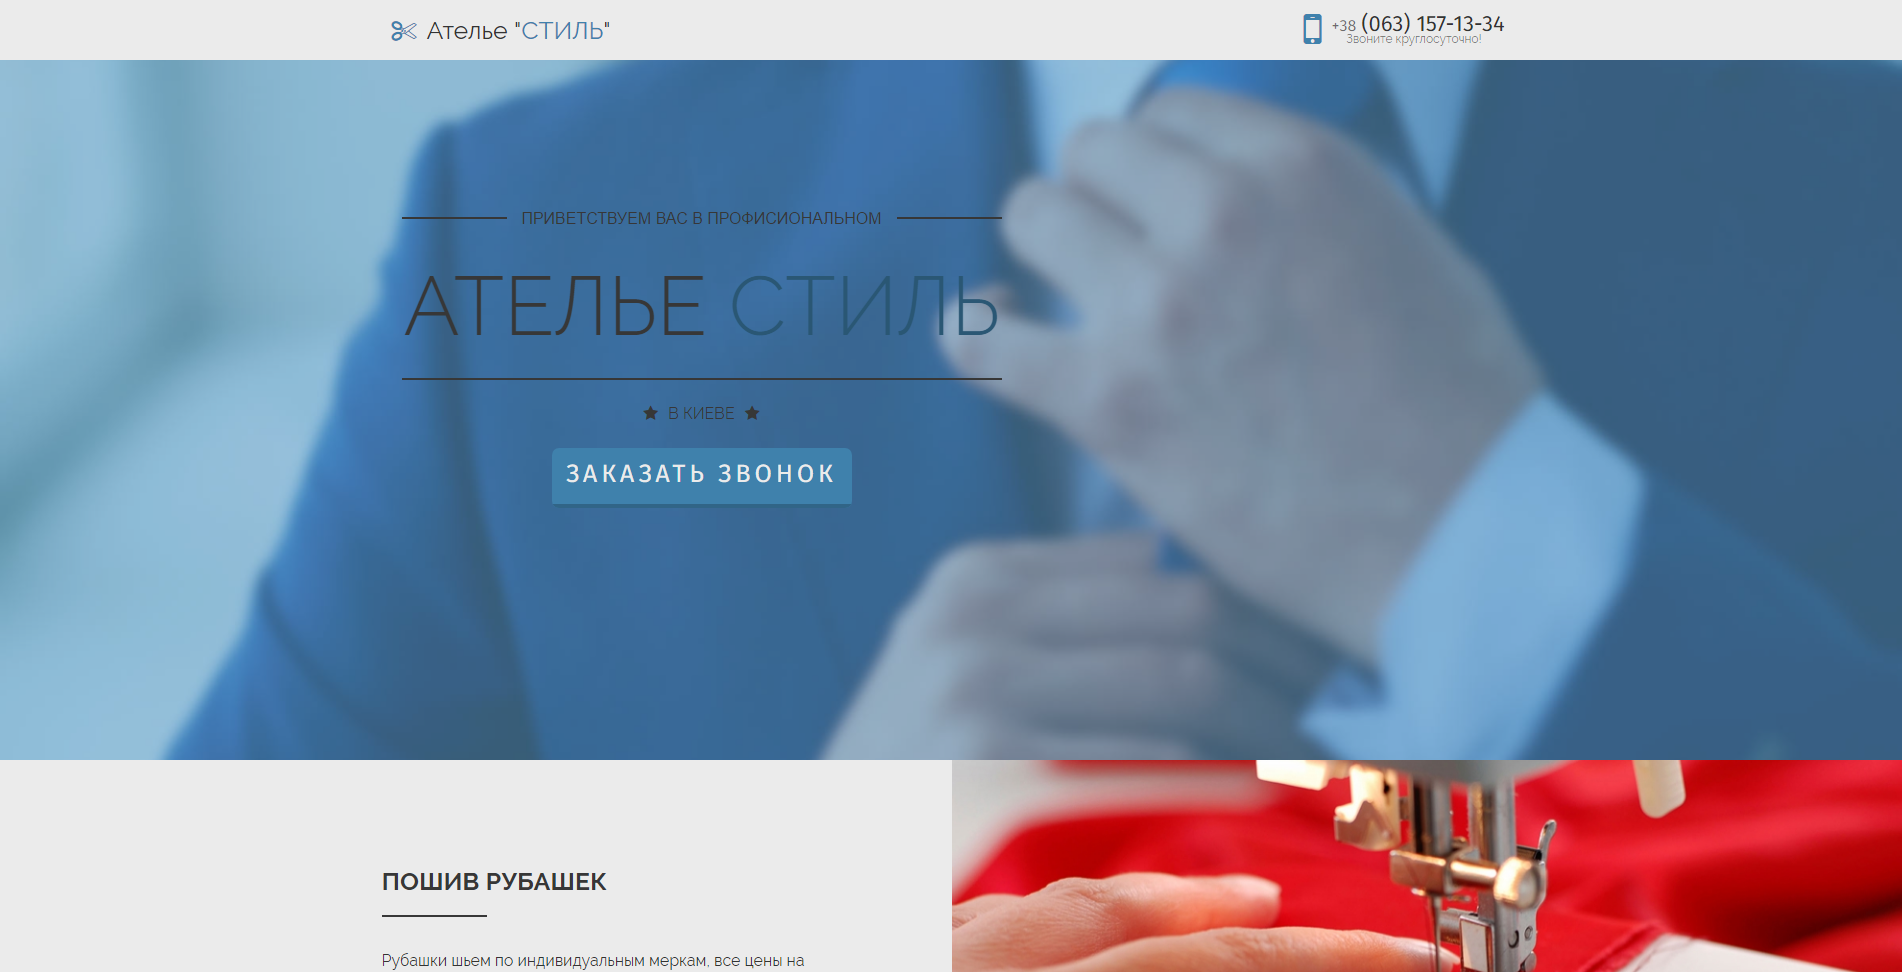 Ателье "СТИЛЬ"
+38 (063) 157-13-34
Звоните круглосуточно!
ПРИВЕТСТВУЕМ ВАС В ПРОФИСИОНАЛЬНОМ
АТЕЛЬЕ СТИЛЬ
В КИЕВЕ
ЗАКАЗАТЬ ЗВОНОК
ПОШИВ РУБАШЕК
Рубашки шьем по индивидуальным меркам, все цены на